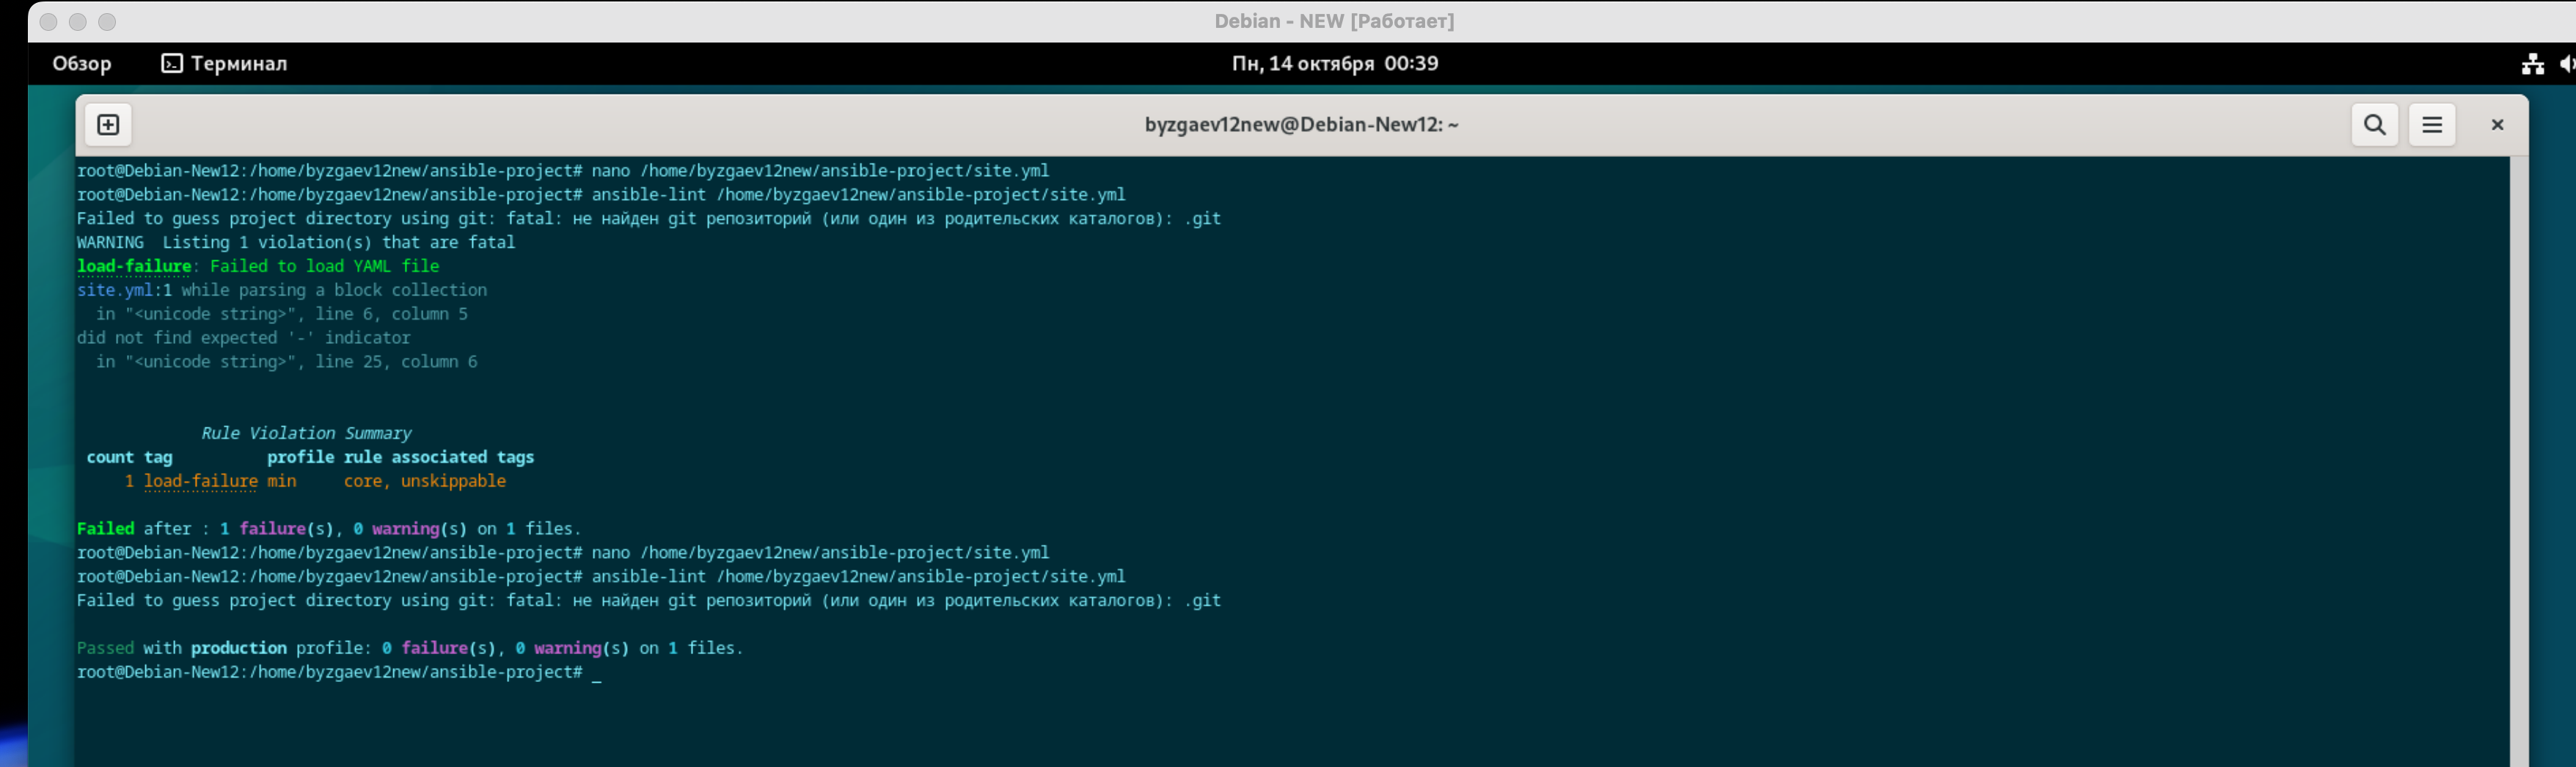 Debian - NEW [Работает]
Обзор Терминал Пн, 14 октября 00:39
byzgaev12new@Debian-New12: ~
root@Debian-New12:/home/byzgaev12new/ansible-project# nano /home/byzgaev12new/ansible-project/site.yml
root@Debian-New12:/home/byzgaev12new/ansible-project# ansible-lint /home/byzgaev12new/ansible-project/site.yml
Failed to guess project directory using git: fatal: не найден git репозиторий (или один из родительских каталогов): .git
WARNING  Listing 1 violation(s) that are fatal
load-failure: Failed to load YAML file
site.yml:1 while parsing a block collection
  in "<unicode string>", line 6, column 5
did not find expected '-' indicator
  in "<unicode string>", line 25, column 6
Rule Violation Summary
count tag          profile rule associated tags
1 load-failure min     core, unskippable
Failed after : 1 failure(s), 0 warning(s) on 1 files.
root@Debian-New12:/home/byzgaev12new/ansible-project# nano /home/byzgaev12new/ansible-project/site.yml
root@Debian-New12:/home/byzgaev12new/ansible-project# ansible-lint /home/byzgaev12new/ansible-project/site.yml
Failed to guess project directory using git: fatal: не найден git репозиторий (или один из родительских каталогов): .git
Passed with production profile: 0 failure(s), 0 warning(s) on 1 files.
root@Debian-New12:/home/byzgaev12new/ansible-project# _